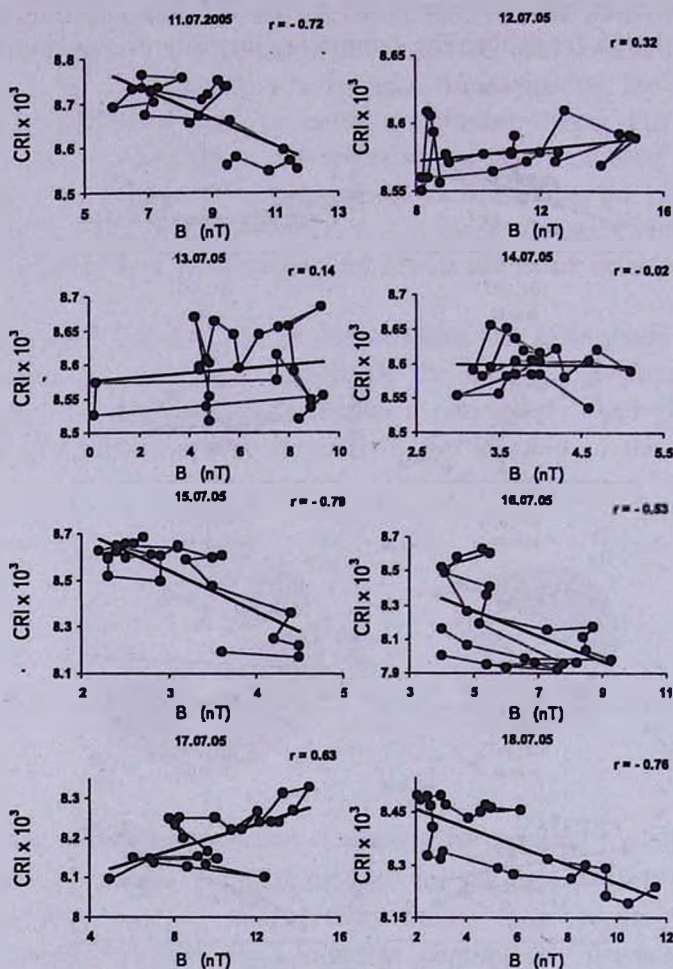 11.07.2005 r = - 0.72
CRI × 10³
8.8
8.7
8.6
8.5
5 7 9 11 13
B (nT)
12.07.05
r = 0.32
CRI × 10³
8.65
8.6
8.55
8 12 16
B (nT)
13.07.05
r = 0.14
CRI × 10³
8.7
8.65
8.6
8.55
8.5
0 2 4 6 8 10
B (nT)
14.07.05
r = - 0.02
CRI × 10³
8.7
8.65
8.6
8.55
8.5
2.5 3.5 4.5 5.5
B (nT)
15.07.05
r = - 0.79
CRI × 10³
8.7
8.5
8.3
8.1
2 3 4 5
B (nT)
16.07.05
r = - 0.53
CRI × 10³
8.7
8.5
8.3
8.1
7.9
3 5 7 9 11
B (nT)
17.07.05
r = 0.63
CRI × 10³
8.3
8.2
8.1
8
4 8 12 16
B (nT)
18.07.05
r = - 0.76
CRI × 10³
8.45
8.3
8.15
2 4 6 8 10 12
B (nT)